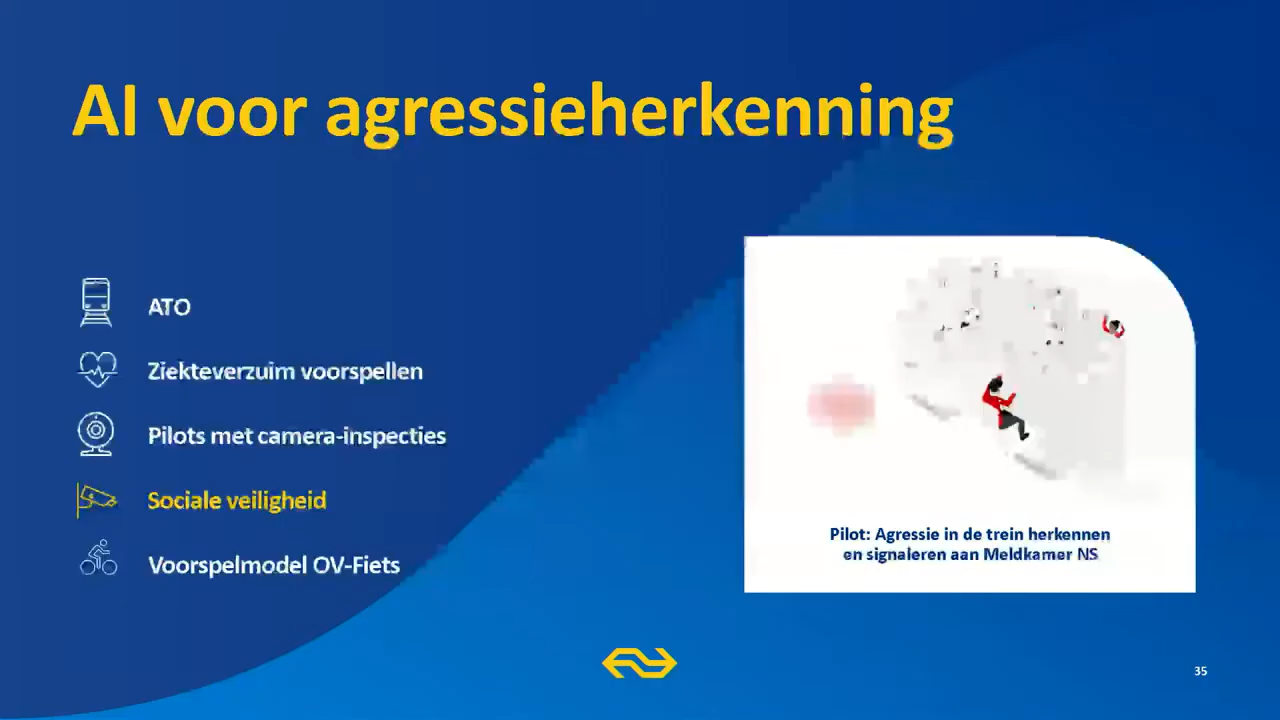 AI voor agressieherkenning
ATO
Ziekteverzuim voorspellen
Pilots met camera-inspecties
Sociale veiligheid
Voorspelmodel OV-Fiets
Pilot: Agressie in de trein herkennen
en signaleren aan Meldkamer NS
35